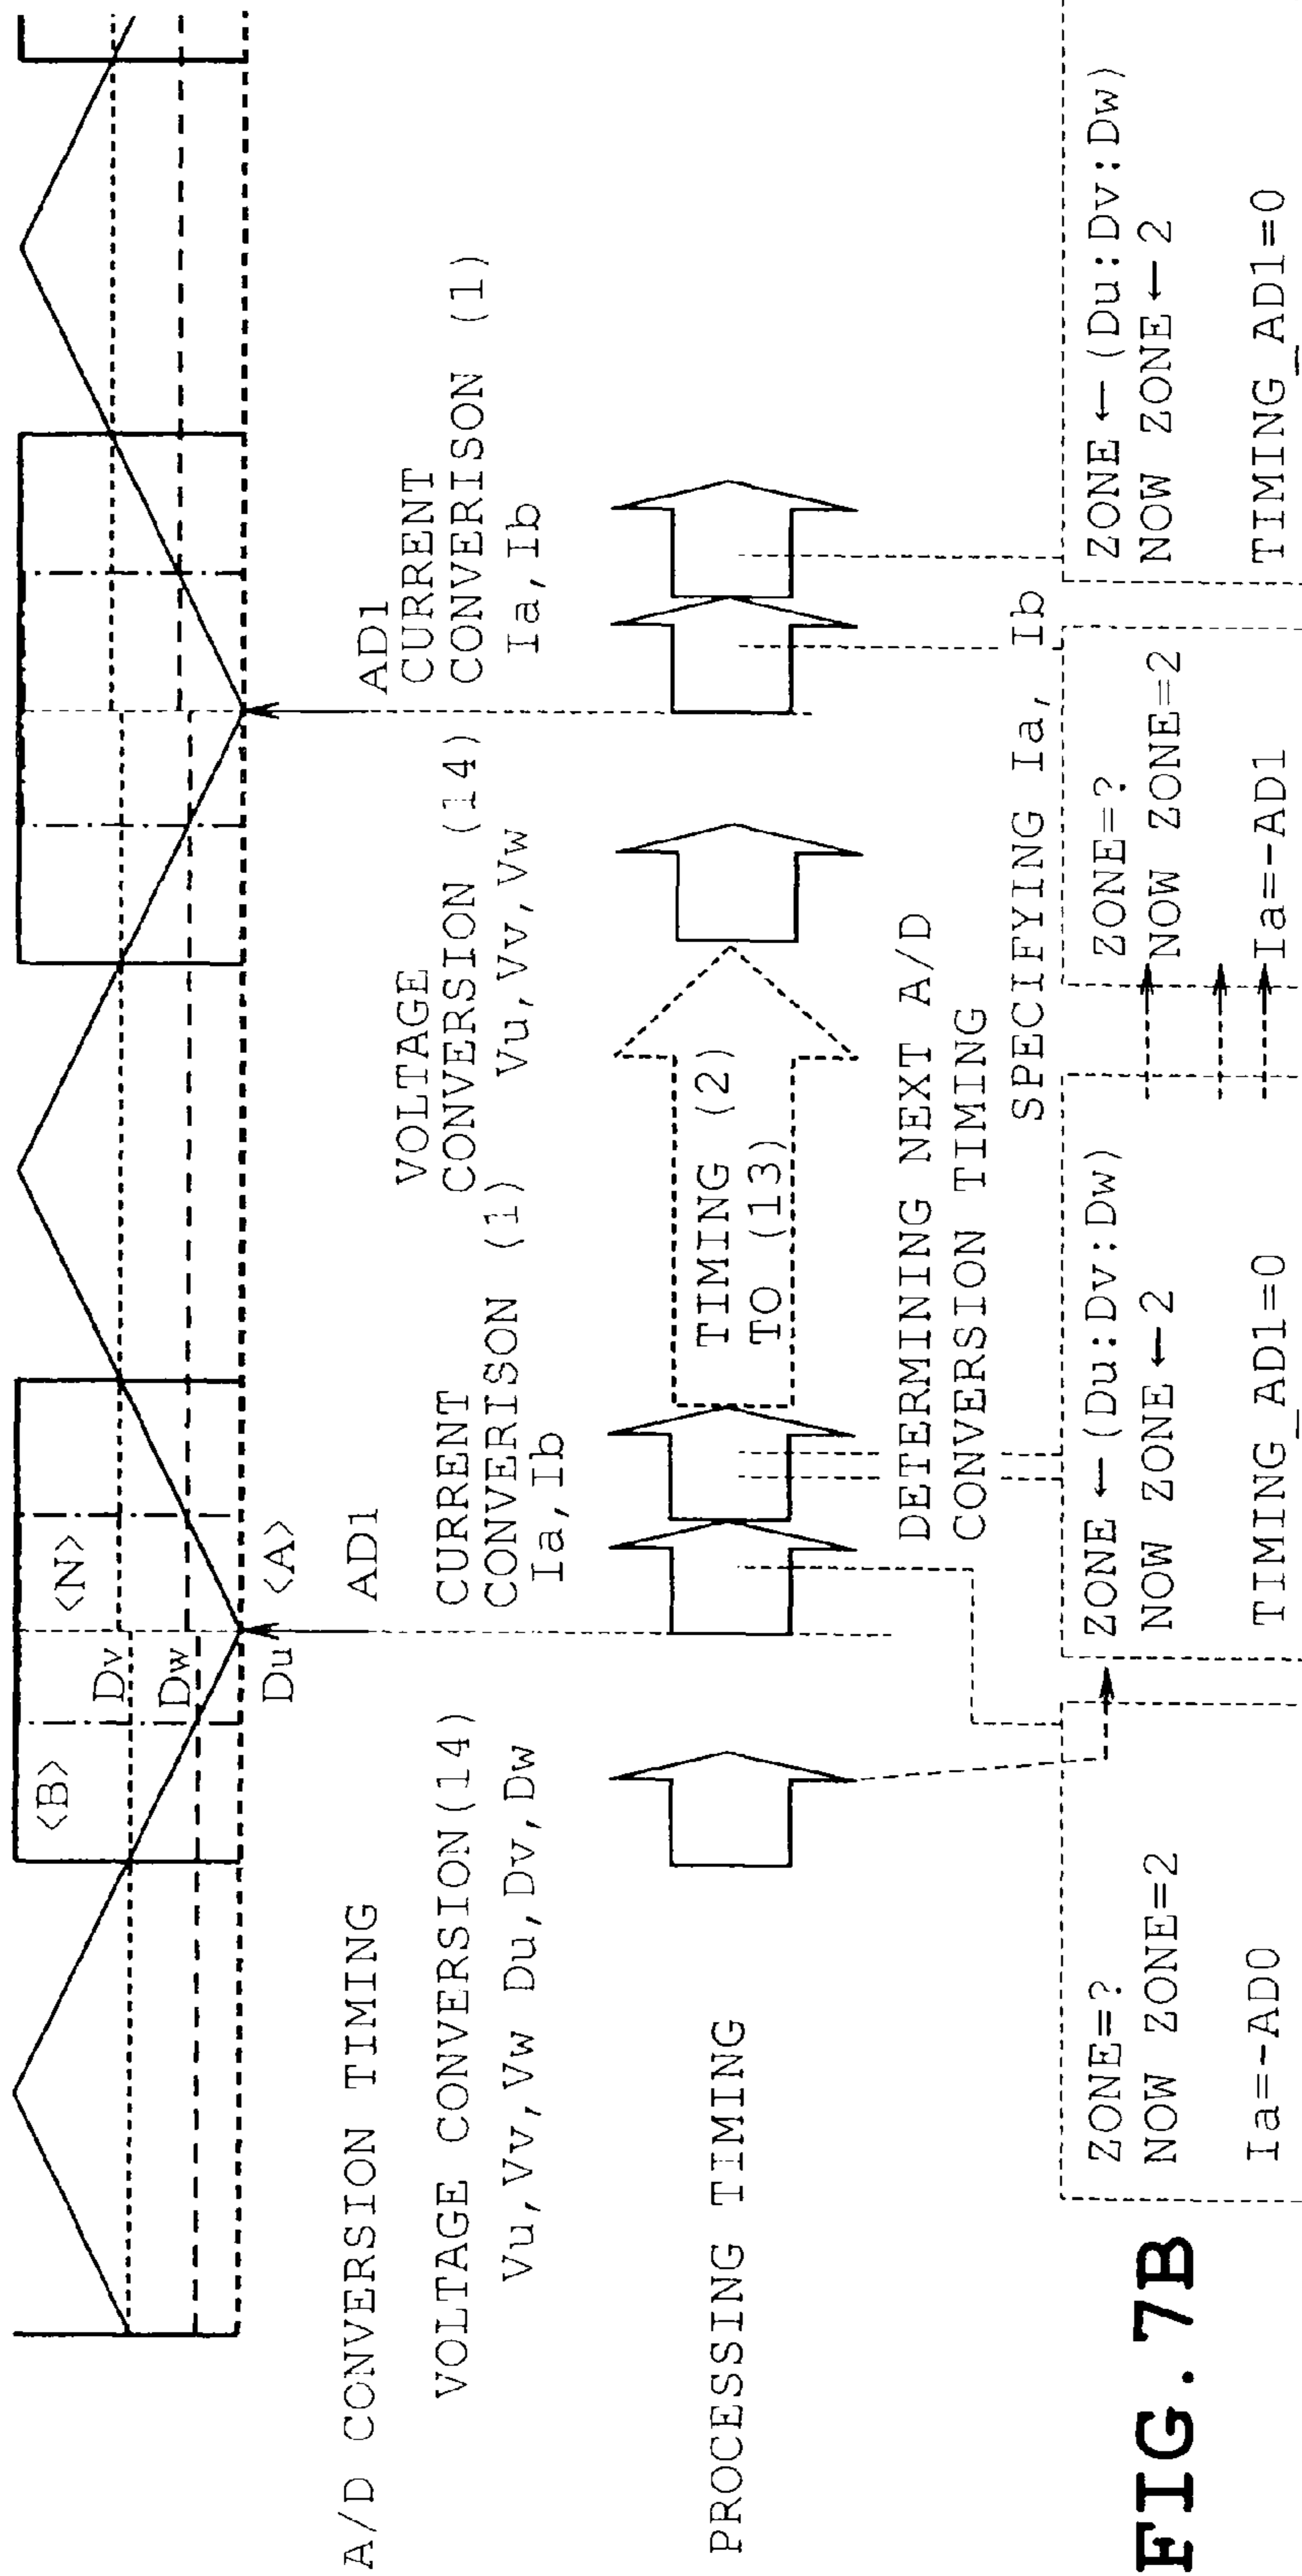 <B>
<N>
Dv
Dw
Du
<A>
A/D CONVERSION TIMING
AD1
AD1
VOLTAGE CONVERSION(14)
Vu,Vv,Vw Du,Dv,Dw
CURRENT
CONVERISON (1)
Ia,Ib
VOLTAGE
CONVERSION (14)
Vu,Vv,Vw
CURRENT
CONVERISON (1)
Ia,Ib
PROCESSING TIMING
TIMING (2)
TO (13)
DETERMINING NEXT A/D
CONVERSION TIMING
SPECIFYING Ia, Ib
ZONE=?
NOW ZONE=2
Ia=-AD0
ZONE←(Du:Dv:Dw)
NOW ZONE←2
TIMING_AD1=0
ZONE=?
NOW ZONE=2
Ia=-AD1
ZONE←(Du:Dv:Dw)
NOW ZONE←2
TIMING_AD1=0
FIG.7B